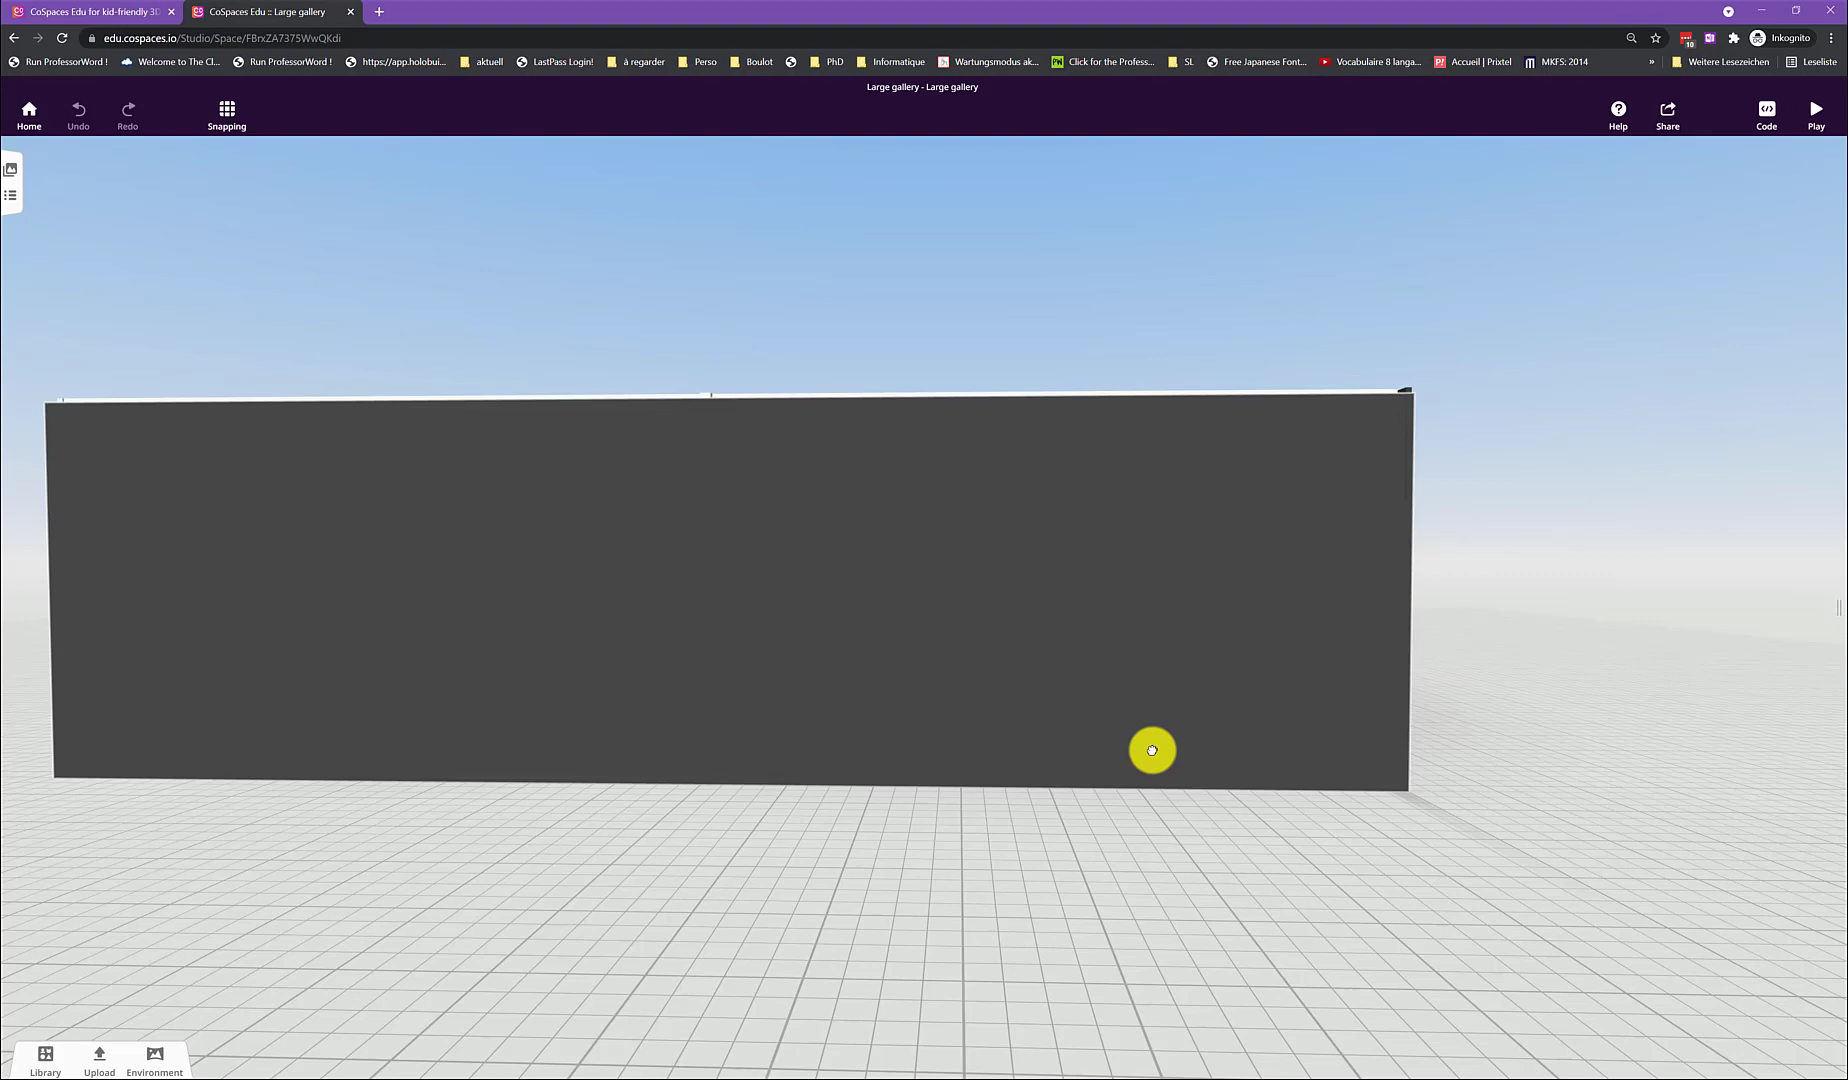 CoSpaces Edu for kid-friendly 3D
CoSpaces Edu :: Large gallery
edu.cospaces.io/Studio/Space/FBrxZA7375WwQKdi
10
Inkognito
Run ProfessorWord !
Welcome to The Cl...
Run ProfessorWord !
https://app.holobui...
aktuell
LastPass Login!
à regarder
Perso
Boulot
PhD
Informatique
Wartungsmodus ak...
Click for the Profess...
SL
Free Japanese Font...
Vocabulaire 8 langa...
Accueil | Prixtel
MKFS: 2014
»
Weitere Lesezeichen
Leseliste
Large gallery - Large gallery
Home
Undo
Redo
Snapping
Help
Share
Code
Play
Library
Upload
Environment